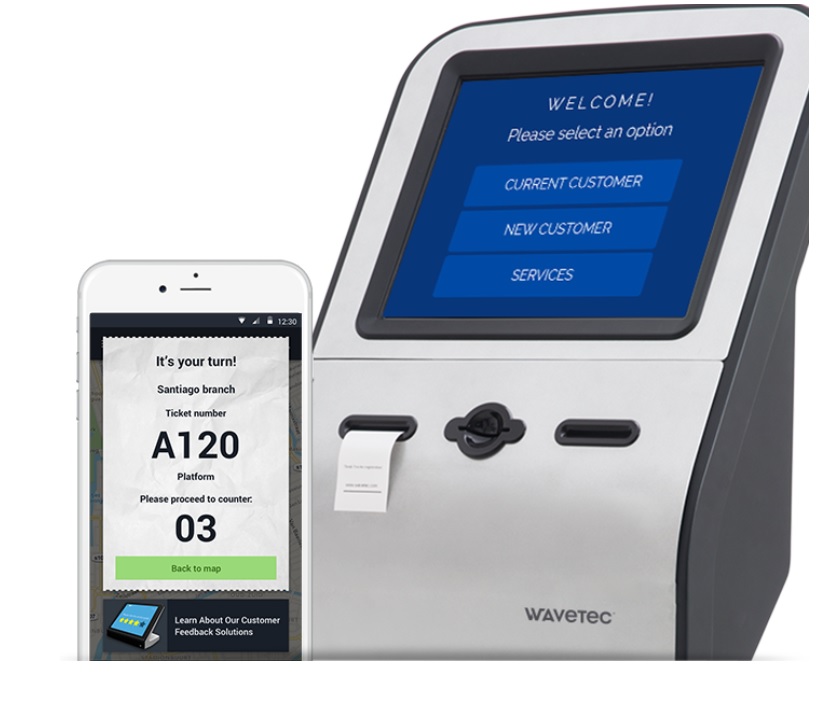 WELCOME!
Please select an option
CURRENT CUSTOMER
NEW CUSTOMER
SERVICES
12:30
It's your turn!
Santiago branch
Ticket number
A120
Platform
Please proceed to counter:
03
Back to map
Learn About Our Customer
Feedback Solutions
WAVETEC